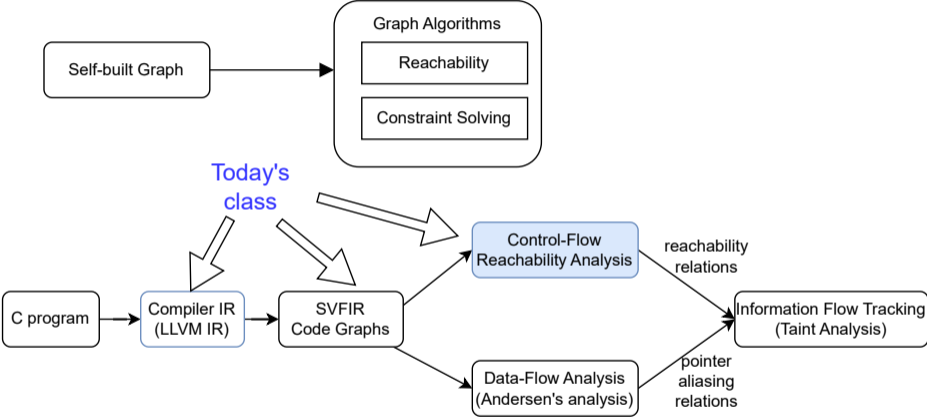 Graph Algorithms
Self-built Graph
Reachability
Constraint Solving
Today's
class
Control-Flow
Reachability Analysis
reachability
relations
C program
Compiler IR
(LLVM IR)
SVFIR
Code Graphs
Information Flow Tracking
(Taint Analysis)
Data-Flow Analysis
(Andersen's analysis)
pointer
aliasing
relations